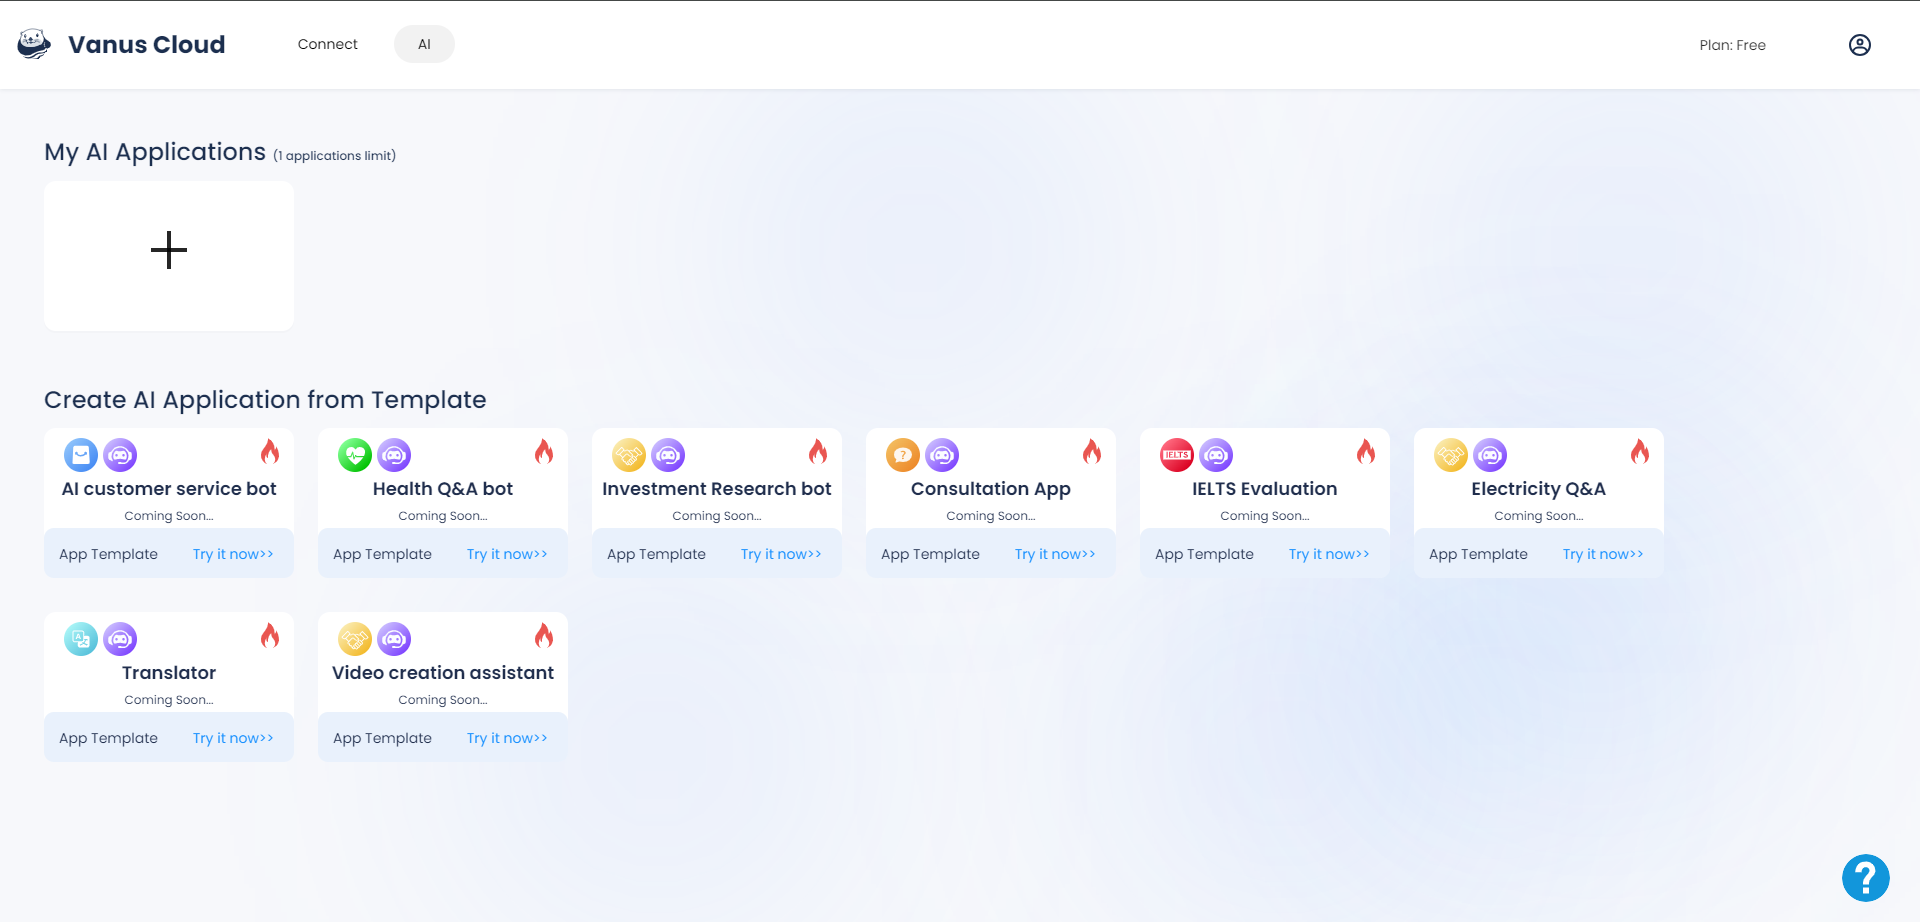 Vanus Cloud
Connect
AI
Plan: Free
My AI Applications (1 applications limit)
Create AI Application from Template
AI customer service bot
Coming Soon...
App Template Try it now>>
Health Q&A bot
Coming Soon...
App Template Try it now>>
Investment Research bot
Coming Soon...
App Template Try it now>>
Consultation App
Coming Soon...
App Template Try it now>>
IELTS
IELTS Evaluation
Coming Soon...
App Template Try it now>>
Electricity Q&A
Coming Soon...
App Template Try it now>>
Translator
Coming Soon...
App Template Try it now>>
Video creation assistant
Coming Soon...
App Template Try it now>>
?